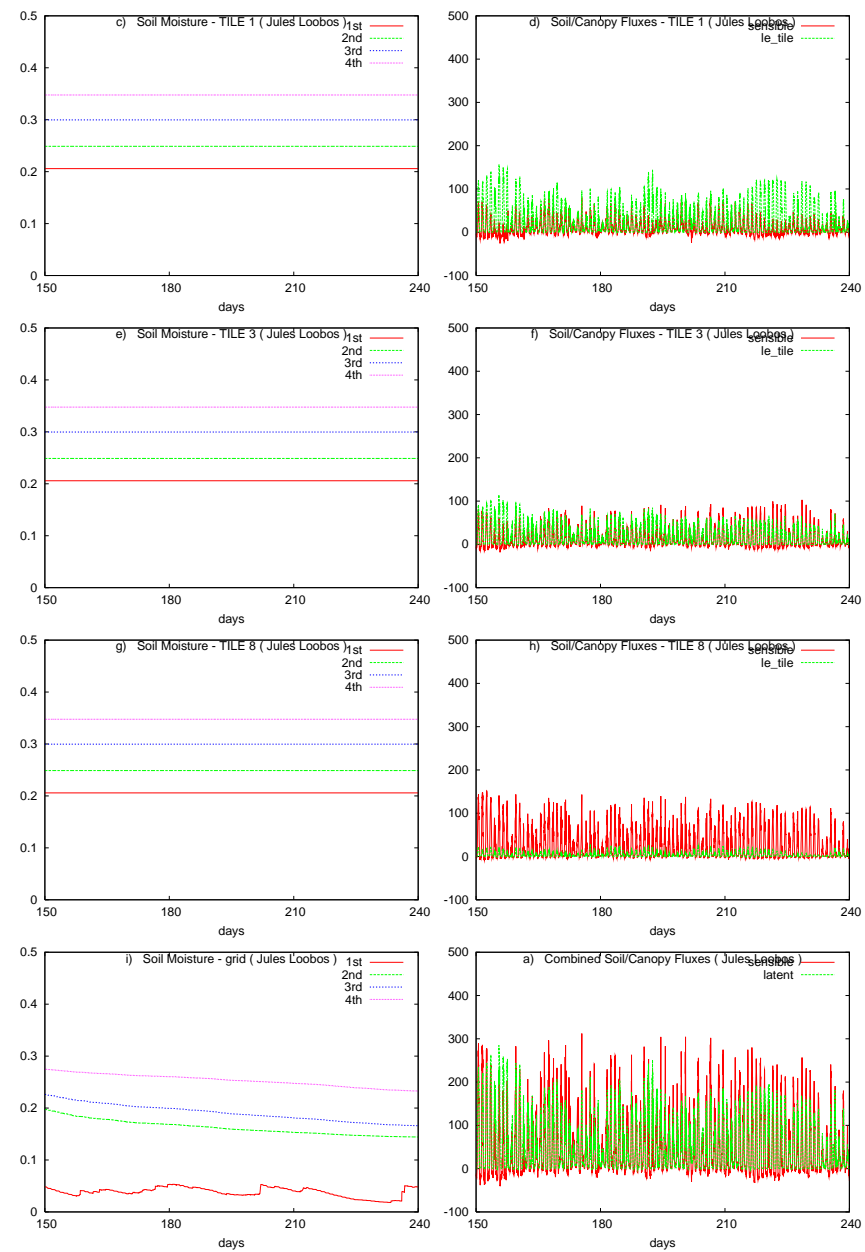 c) Soil Moisture - TILE 1 ( Jules Loobos )
1st
2nd
3rd
4th
0.5
0.4
0.3
0.2
0.1
0
150 180 210 240
days
d) Soil/Canopy Fluxes - TILE 1 ( Jules Loobos )
sensible
le_tile
500
400
300
200
100
0
-100
150 180 210 240
days
e) Soil Moisture - TILE 3 ( Jules Loobos )
1st
2nd
3rd
4th
0.5
0.4
0.3
0.2
0.1
0
150 180 210 240
days
f) Soil/Canopy Fluxes - TILE 3 ( Jules Loobos )
sensible
le_tile
500
400
300
200
100
0
-100
150 180 210 240
days
g) Soil Moisture - TILE 8 ( Jules Loobos )
1st
2nd
3rd
4th
0.5
0.4
0.3
0.2
0.1
0
150 180 210 240
days
h) Soil/Canopy Fluxes - TILE 8 ( Jules Loobos )
sensible
le_tile
500
400
300
200
100
0
-100
150 180 210 240
days
i) Soil Moisture - grid ( Jules Loobos )
1st
2nd
3rd
4th
0.5
0.4
0.3
0.2
0.1
0
150 180 210 240
days
a) Combined Soil/Canopy Fluxes ( Jules Loobos )
sensible
latent
500
400
300
200
100
0
-100
150 180 210 240
days